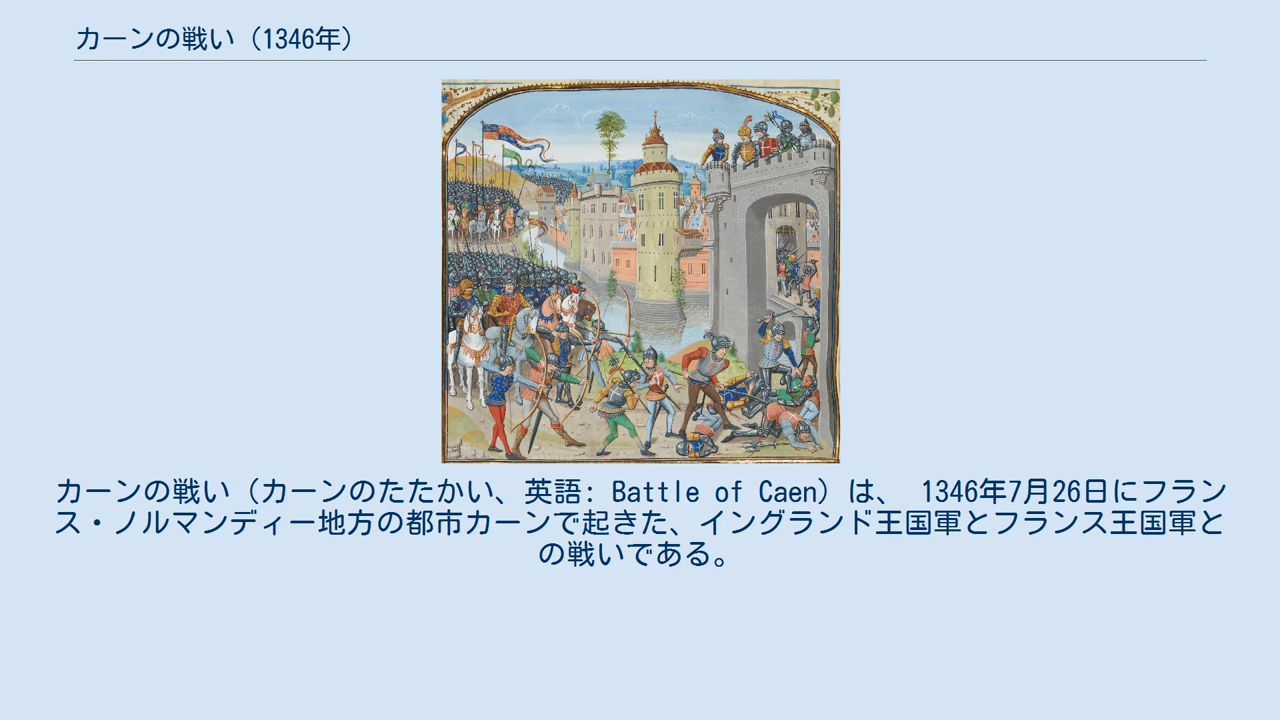 カーンの戦い（1346年）
カーンの戦い（カーンのたたかい、英語: Battle of Caen）は、 1346年7月26日にフラン
ス・ノルマンディー地方の都市カーンで起きた、イングランド王国軍とフランス王国軍と
の戦いである。